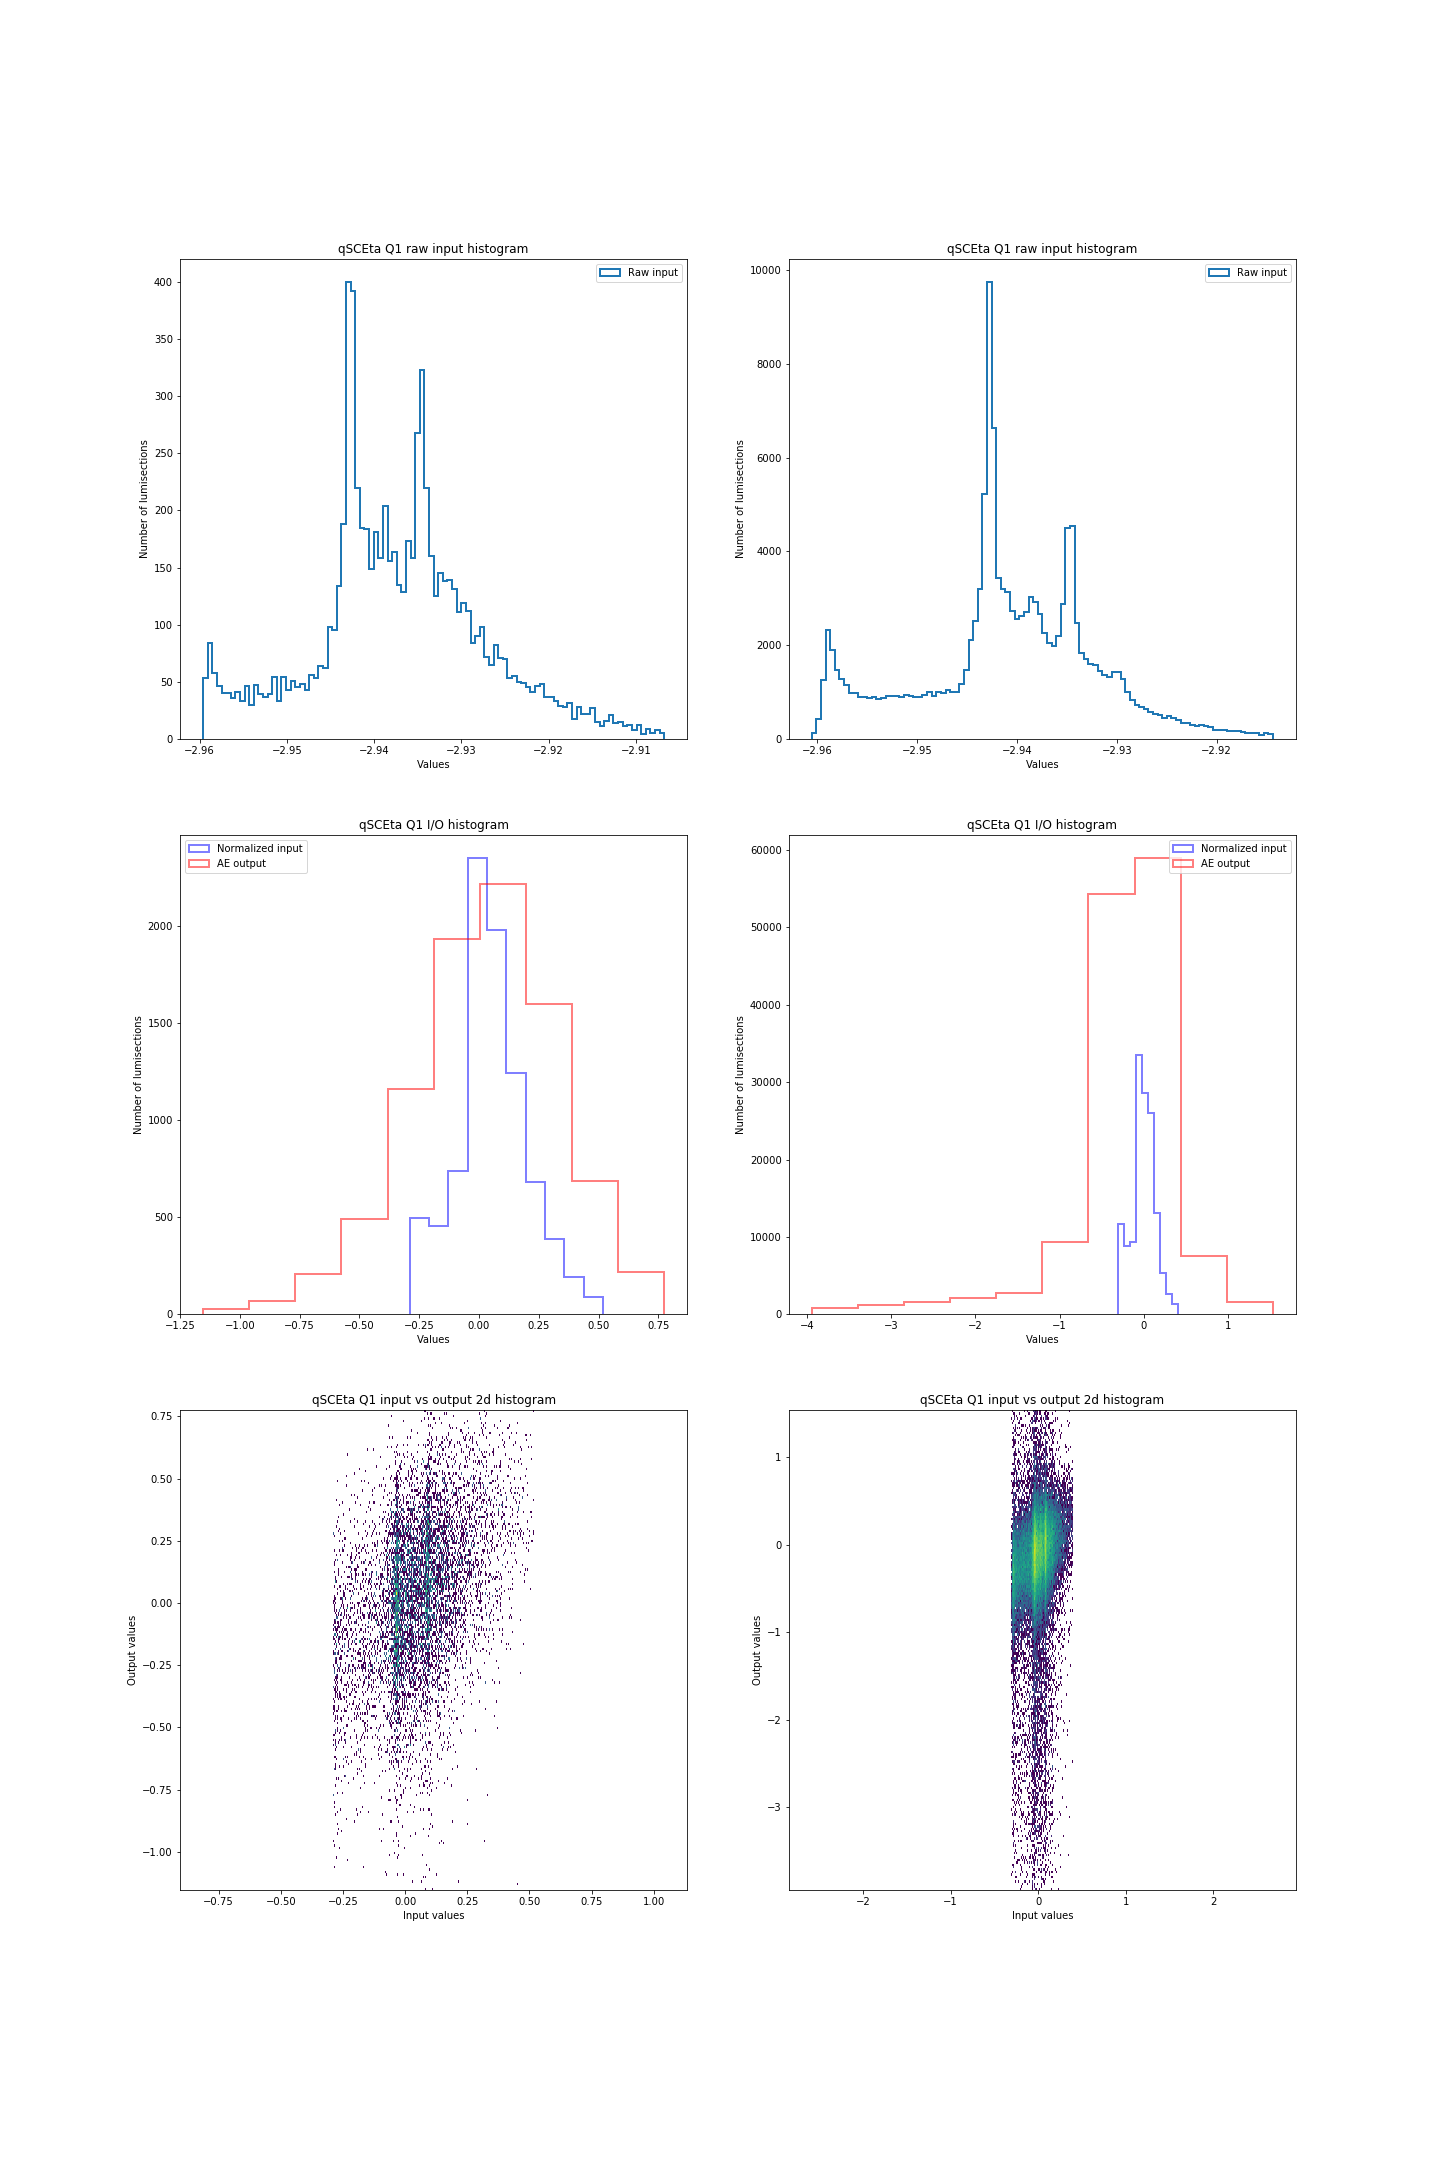 qSCEta Q1 raw input histogram
Raw input
Number of lumisections
400
350
300
250
200
150
100
50
0
−2.96 −2.95 −2.94 −2.93 −2.92 −2.91
Values
qSCEta Q1 raw input histogram
Raw input
Number of lumisections
10000
8000
6000
4000
2000
0
−2.96 −2.95 −2.94 −2.93 −2.92
Values
qSCEta Q1 I/O histogram
Normalized input
AE output
Number of lumisections
2000
1500
1000
500
0
−1.25 −1.00 −0.75 −0.50 −0.25 0.00 0.25 0.50 0.75
Values
qSCEta Q1 I/O histogram
Normalized input
AE output
Number of lumisections
60000
50000
40000
30000
20000
10000
0
−4 −3 −2 −1 0 1
Values
qSCEta Q1 input vs output 2d histogram
Output values
0.75
0.50
0.25
0.00
−0.25
−0.50
−0.75
−1.00
−0.75 −0.50 −0.25 0.00 0.25 0.50 0.75 1.00
Input values
qSCEta Q1 input vs output 2d histogram
Output values
1
0
−1
−2
−3
−2 −1 0 1 2
Input values